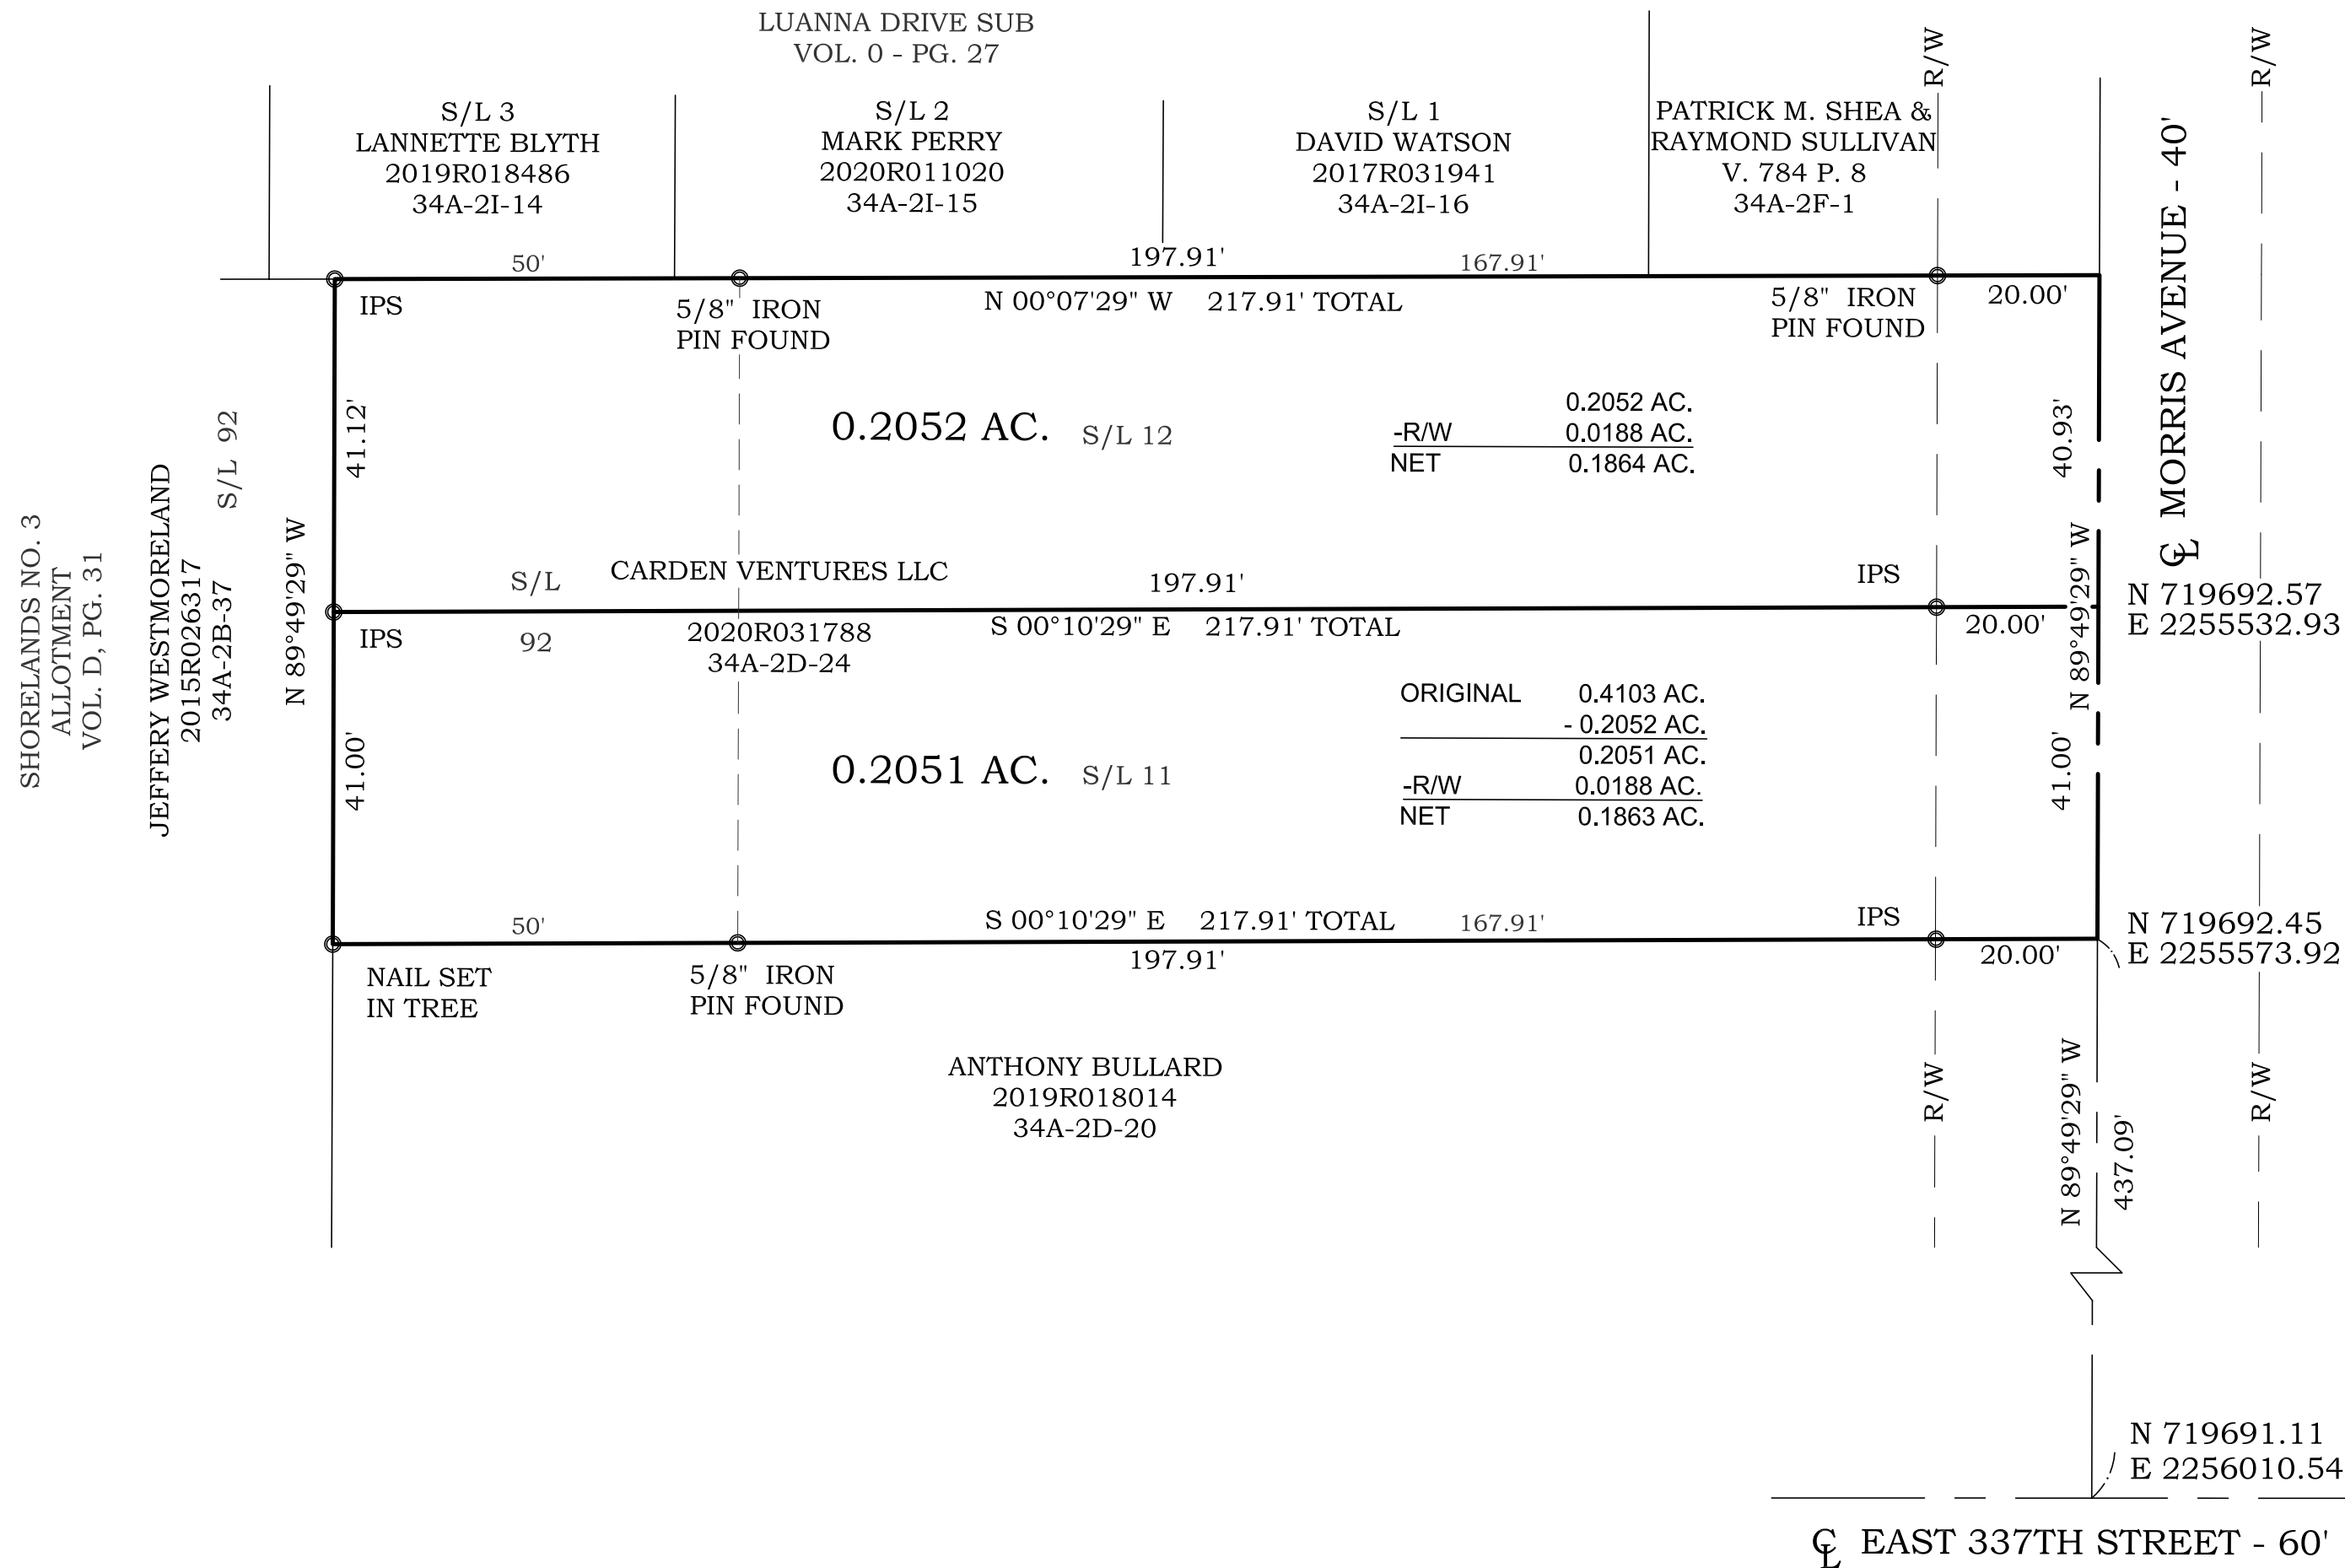 LUANNA DRIVE SUB
VOL. 0 - PG. 27
S/L 3
LANNETTE BLYTH
2019R018486
34A-2I-14
S/L 2
MARK PERRY
2020R011020
34A-2I-15
S/L 1
DAVID WATSON
2017R031941
34A-2I-16
PATRICK M. SHEA &
RAYMOND SULLIVAN
V. 784 P. 8
34A-2F-1
R/W
R/W
℄ MORRIS AVENUE - 40'
50'
197.91'
167.91'
IPS
5/8" IRON
PIN FOUND
N 00°07'29" W 217.91' TOTAL
5/8" IRON
PIN FOUND
20.00'
41.12'
0.2052 AC. S/L 12
0.2052 AC.
-R/W 0.0188 AC.
NET 0.1864 AC.
40.93'
SHORELANDS NO. 3
ALLOTMENT
VOL. D, PG. 31
JEFFERY WESTMORELAND
2015R026317
34A-2B-37
S/L 92
N 89°49'29" W
S/L
CARDEN VENTURES LLC
197.91'
IPS
N 89°49'29" W
N 719692.57
E 2255532.93
IPS
92
2020R031788
34A-2D-24
S 00°10'29" E 217.91' TOTAL
20.00'
41.00'
0.2051 AC. S/L 11
ORIGINAL 0.4103 AC.
- 0.2052 AC.
0.2051 AC.
-R/W 0.0188 AC.
NET 0.1863 AC.
41.00'
50'
S 00°10'29" E 217.91' TOTAL
167.91'
IPS
N 719692.45
E 2255573.92
NAIL SET
IN TREE
5/8" IRON
PIN FOUND
197.91'
20.00'
ANTHONY BULLARD
2019R018014
34A-2D-20
R/W
N 89°49'29" W
437.09'
R/W
N 719691.11
E 2256010.54
℄ EAST 337TH STREET - 60'